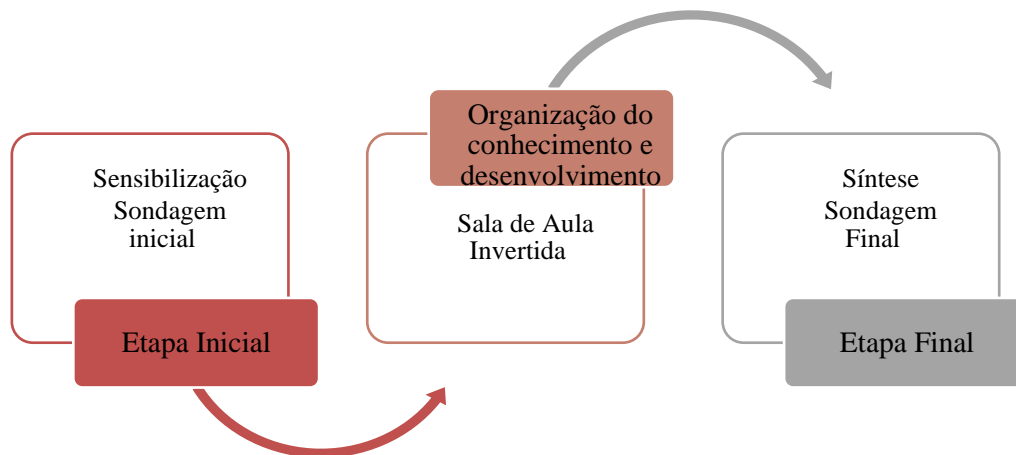 Sensibilização
Sondagem
inicial
Etapa Inicial
Organização do
conhecimento e
desenvolvimento
Sala de Aula
Invertida
Síntese
Sondagem
Final
Etapa Final